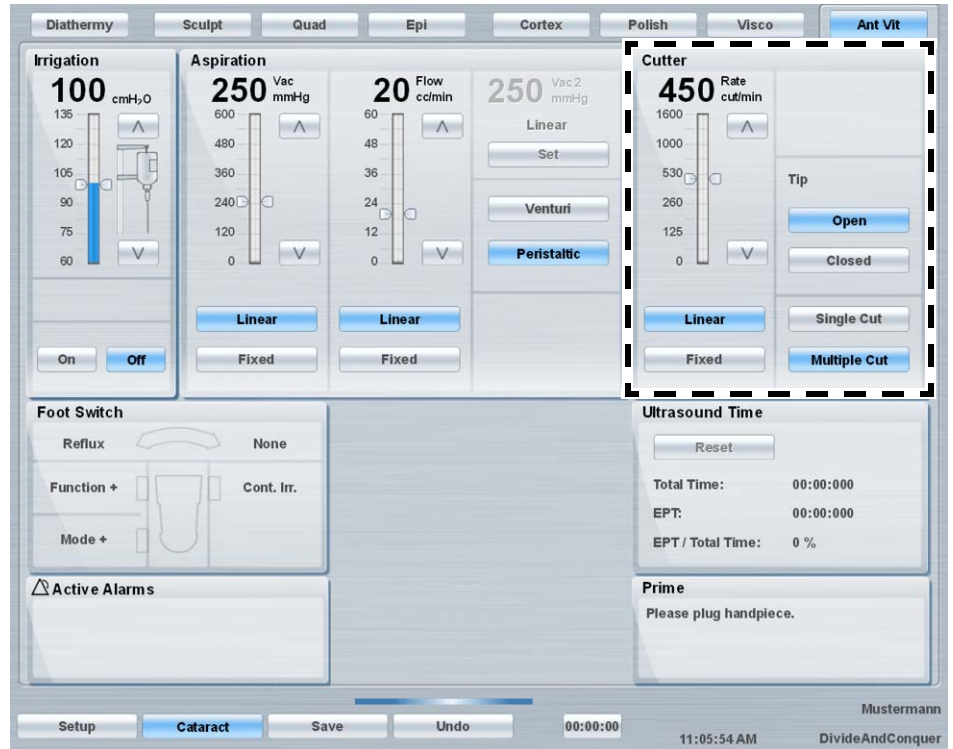 Diathermy Sculpt Quad Epi Cortex Polish Visco Ant Vit
Irrigation
100 cmH₂O
135
120
105
90
75
60
On Off
Aspiration
250 Vac mmHg
600
480
360
240
120
0
Linear
Fixed
20 Flow cc/min
60
48
36
24
12
0
Linear
Fixed
250 Vac 2 mmHg
Linear
Set
Venturi
Peristaltic
Cutter
450 Rate cut/min
1600
1000
530
260
125
0
Linear
Fixed
Tip
Open
Closed
Single Cut
Multiple Cut
Foot Switch
Reflux None
Function + Cont. Irr.
Mode +
Ultrasound Time
Reset
Total Time: 00:00:000
EPT: 00:00:000
EPT / Total Time: 0 %
Active Alarms
Prime
Please plug handpiece.
Setup Cataract Save Undo 00:00:00
Mustermann
11:05:54 AM DivideAndConquer